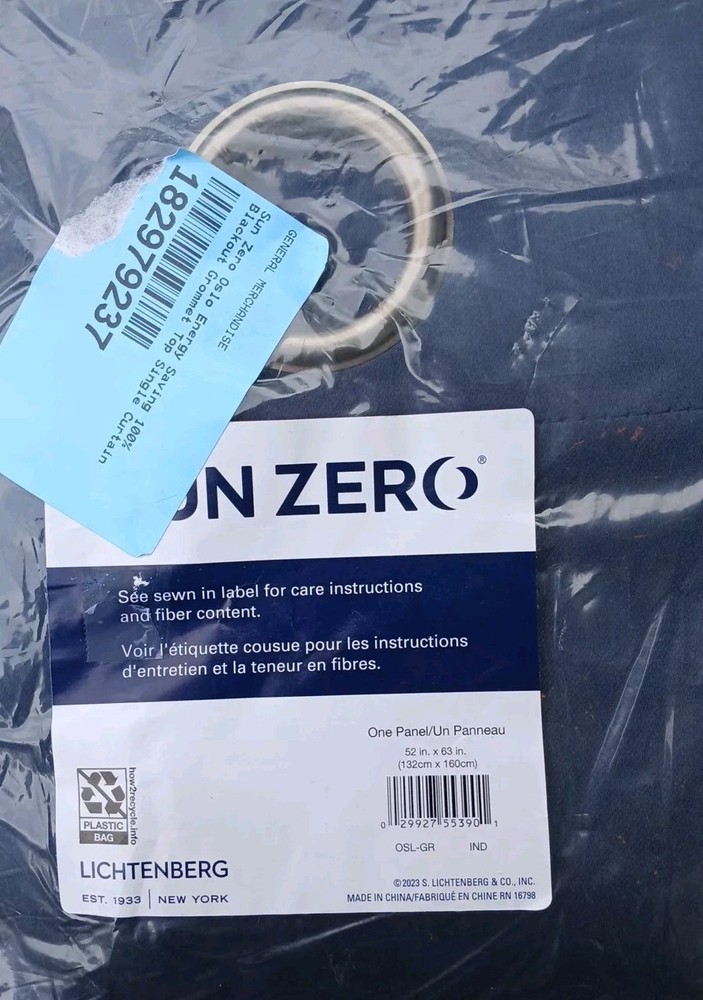 GENERAL MERCHANDISE
Sun Zero Oslo Energy Saving 100%
Blackout Grommet Top Single Curtain
182979237
UN ZERO®
See sewn in label for care instructions
and fiber content.
Voir l'étiquette cousue pour les instructions
d'entretien et la teneur en fibres.
One Panel/Un Panneau
52 in. x 63 in.
(132cm x 160cm)
0 29927 55390 1
OSL-GR IND
how2recycle.info
PLASTIC
BAG
LICHTENBERG
EST. 1933 | NEW YORK
©2023 S. LICHTENBERG & CO., INC.
MADE IN CHINA/FABRIQUÉ EN CHINE RN 16798